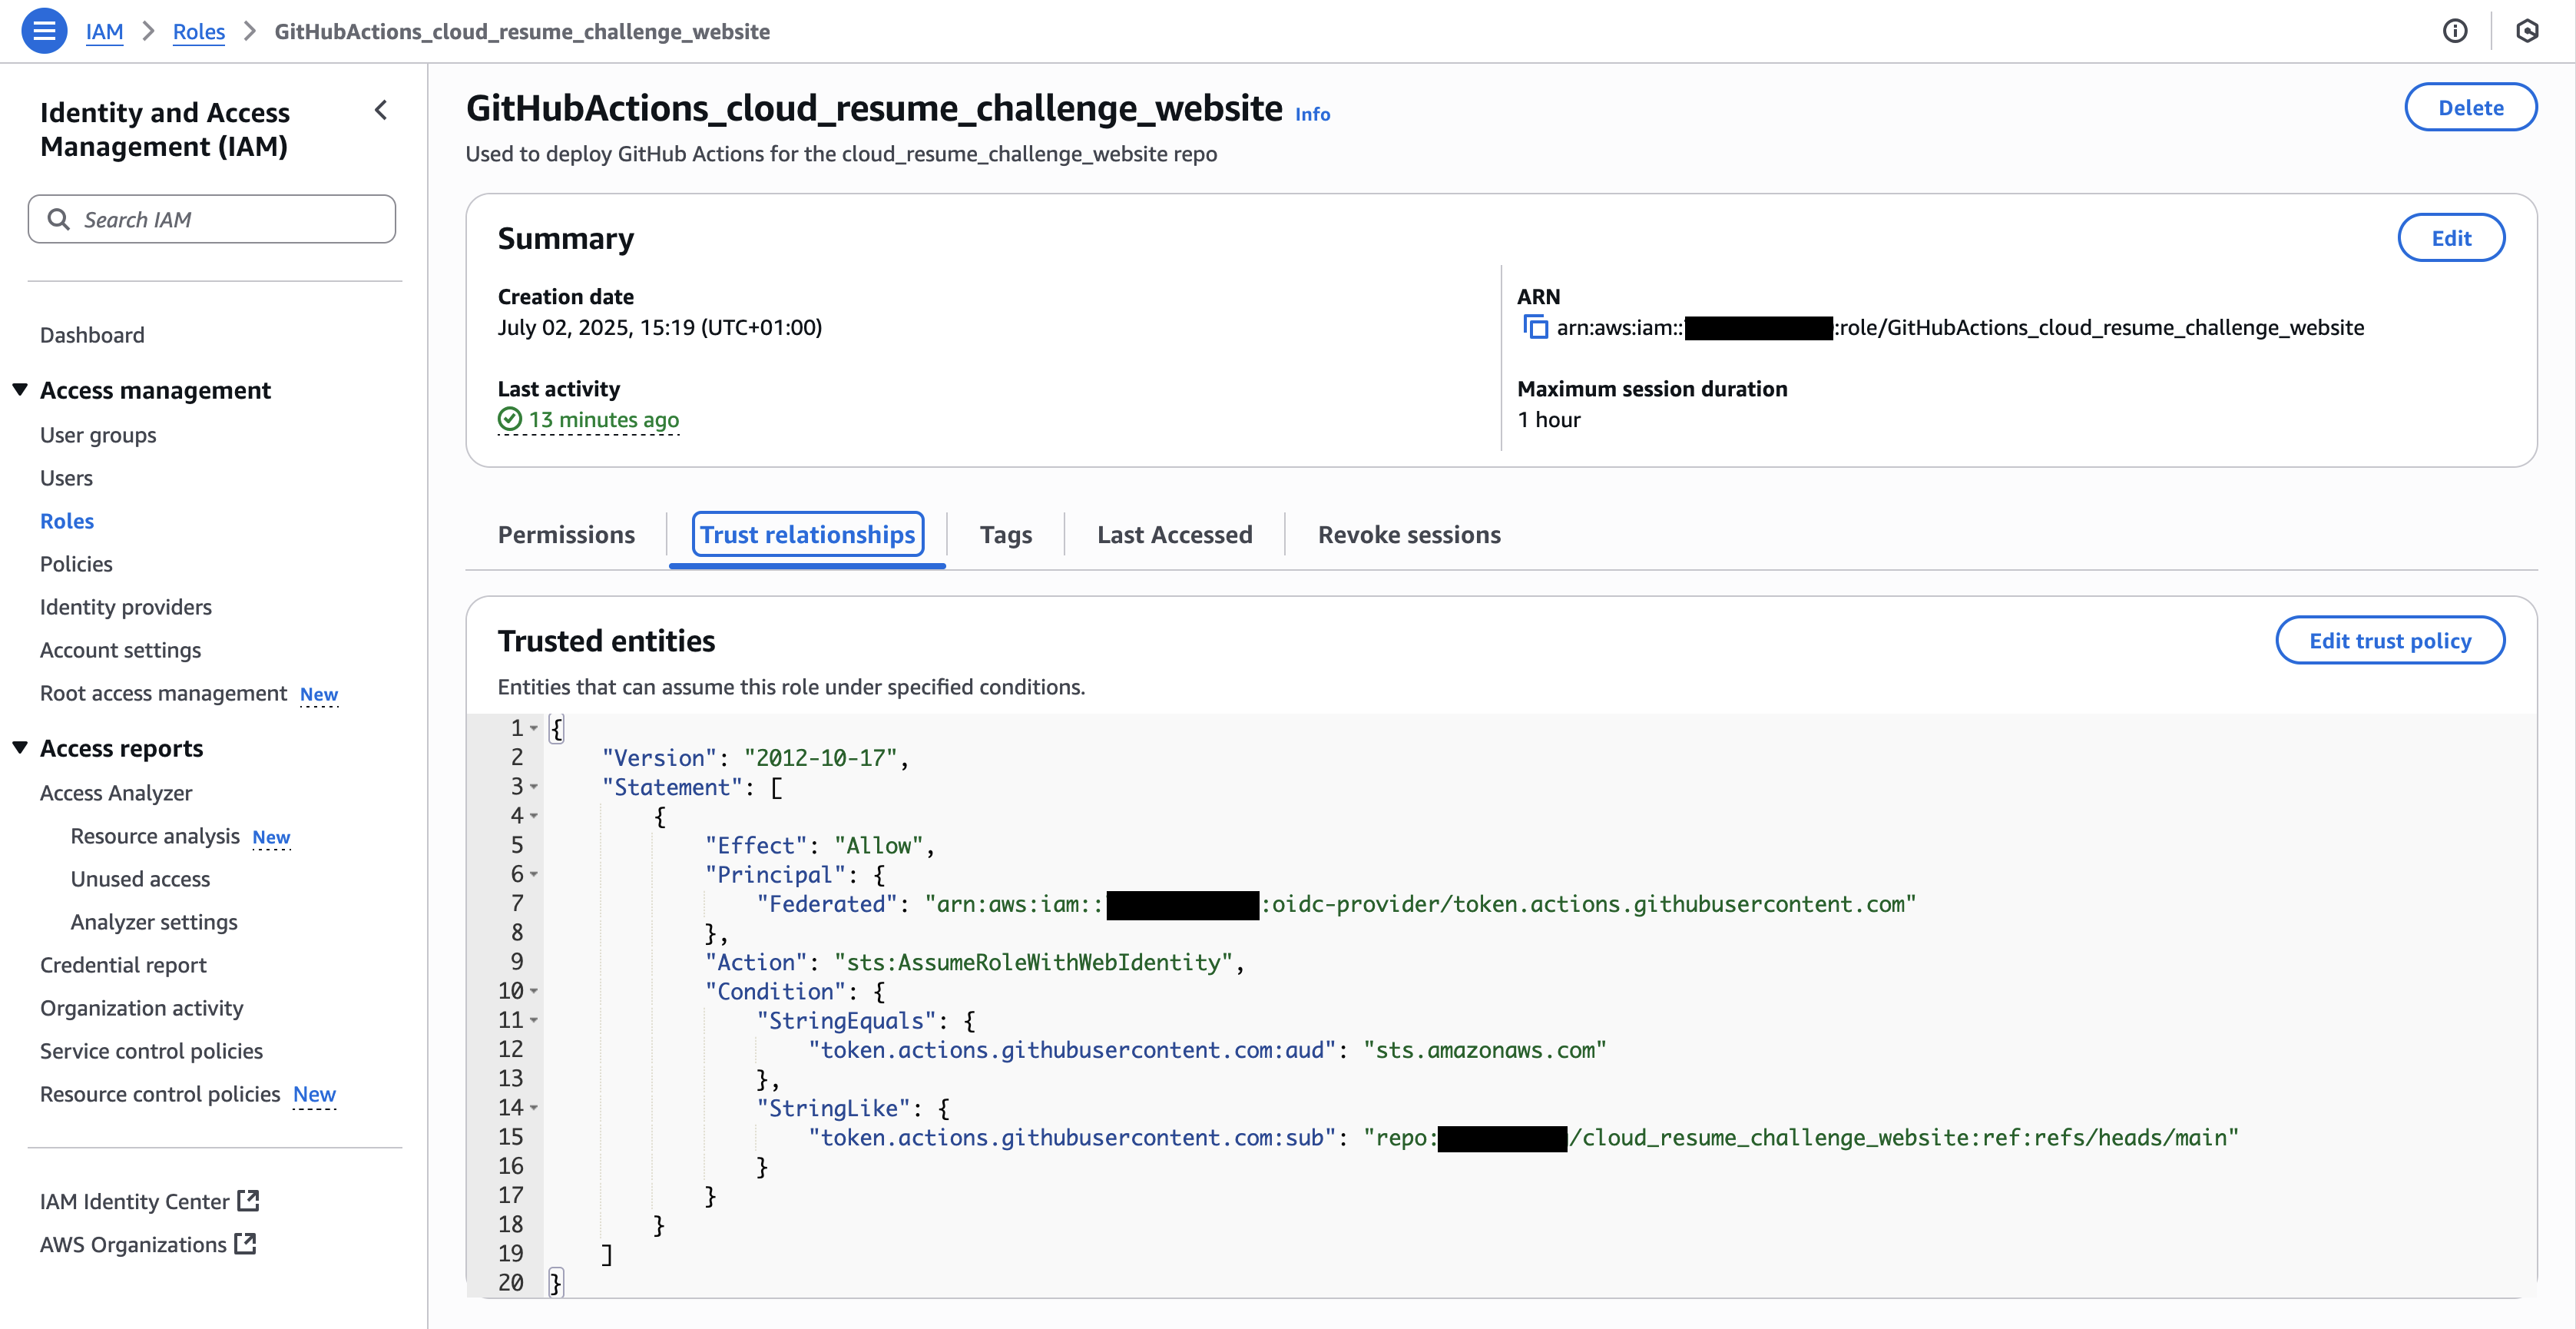 IAM > Roles > GitHubActions_cloud_resume_challenge_website
Identity and Access
Management (IAM)
Search IAM
Dashboard
Access management
User groups
Users
Roles
Policies
Identity providers
Account settings
Root access management New
Access reports
Access Analyzer
Resource analysis New
Unused access
Analyzer settings
Credential report
Organization activity
Service control policies
Resource control policies New
IAM Identity Center
AWS Organizations
GitHubActions_cloud_resume_challenge_website Info
Delete
Used to deploy GitHub Actions for the cloud_resume_challenge_website repo
Summary
Edit
Creation date
July 02, 2025, 15:19 (UTC+01:00)
Last activity
13 minutes ago
ARN
arn:aws:iam:::role/GitHubActions_cloud_resume_challenge_website
Maximum session duration
1 hour
Permissions
Trust relationships
Tags
Last Accessed
Revoke sessions
Trusted entities
Edit trust policy
Entities that can assume this role under specified conditions.
1 {
2 "Version": "2012-10-17",
3 "Statement": [
4 {
5 "Effect": "Allow",
6 "Principal": {
7 "Federated": "arn:aws:iam:::oidc-provider/token.actions.githubusercontent.com"
8 },
9 "Action": "sts:AssumeRoleWithWebIdentity",
10 "Condition": {
11 "StringEquals": {
12 "token.actions.githubusercontent.com:aud": "sts.amazonaws.com"
13 },
14 "StringLike": {
15 "token.actions.githubusercontent.com:sub": "repo:/cloud_resume_challenge_website:ref:refs/heads/main"
16 }
17 }
18 }
19 ]
20 }